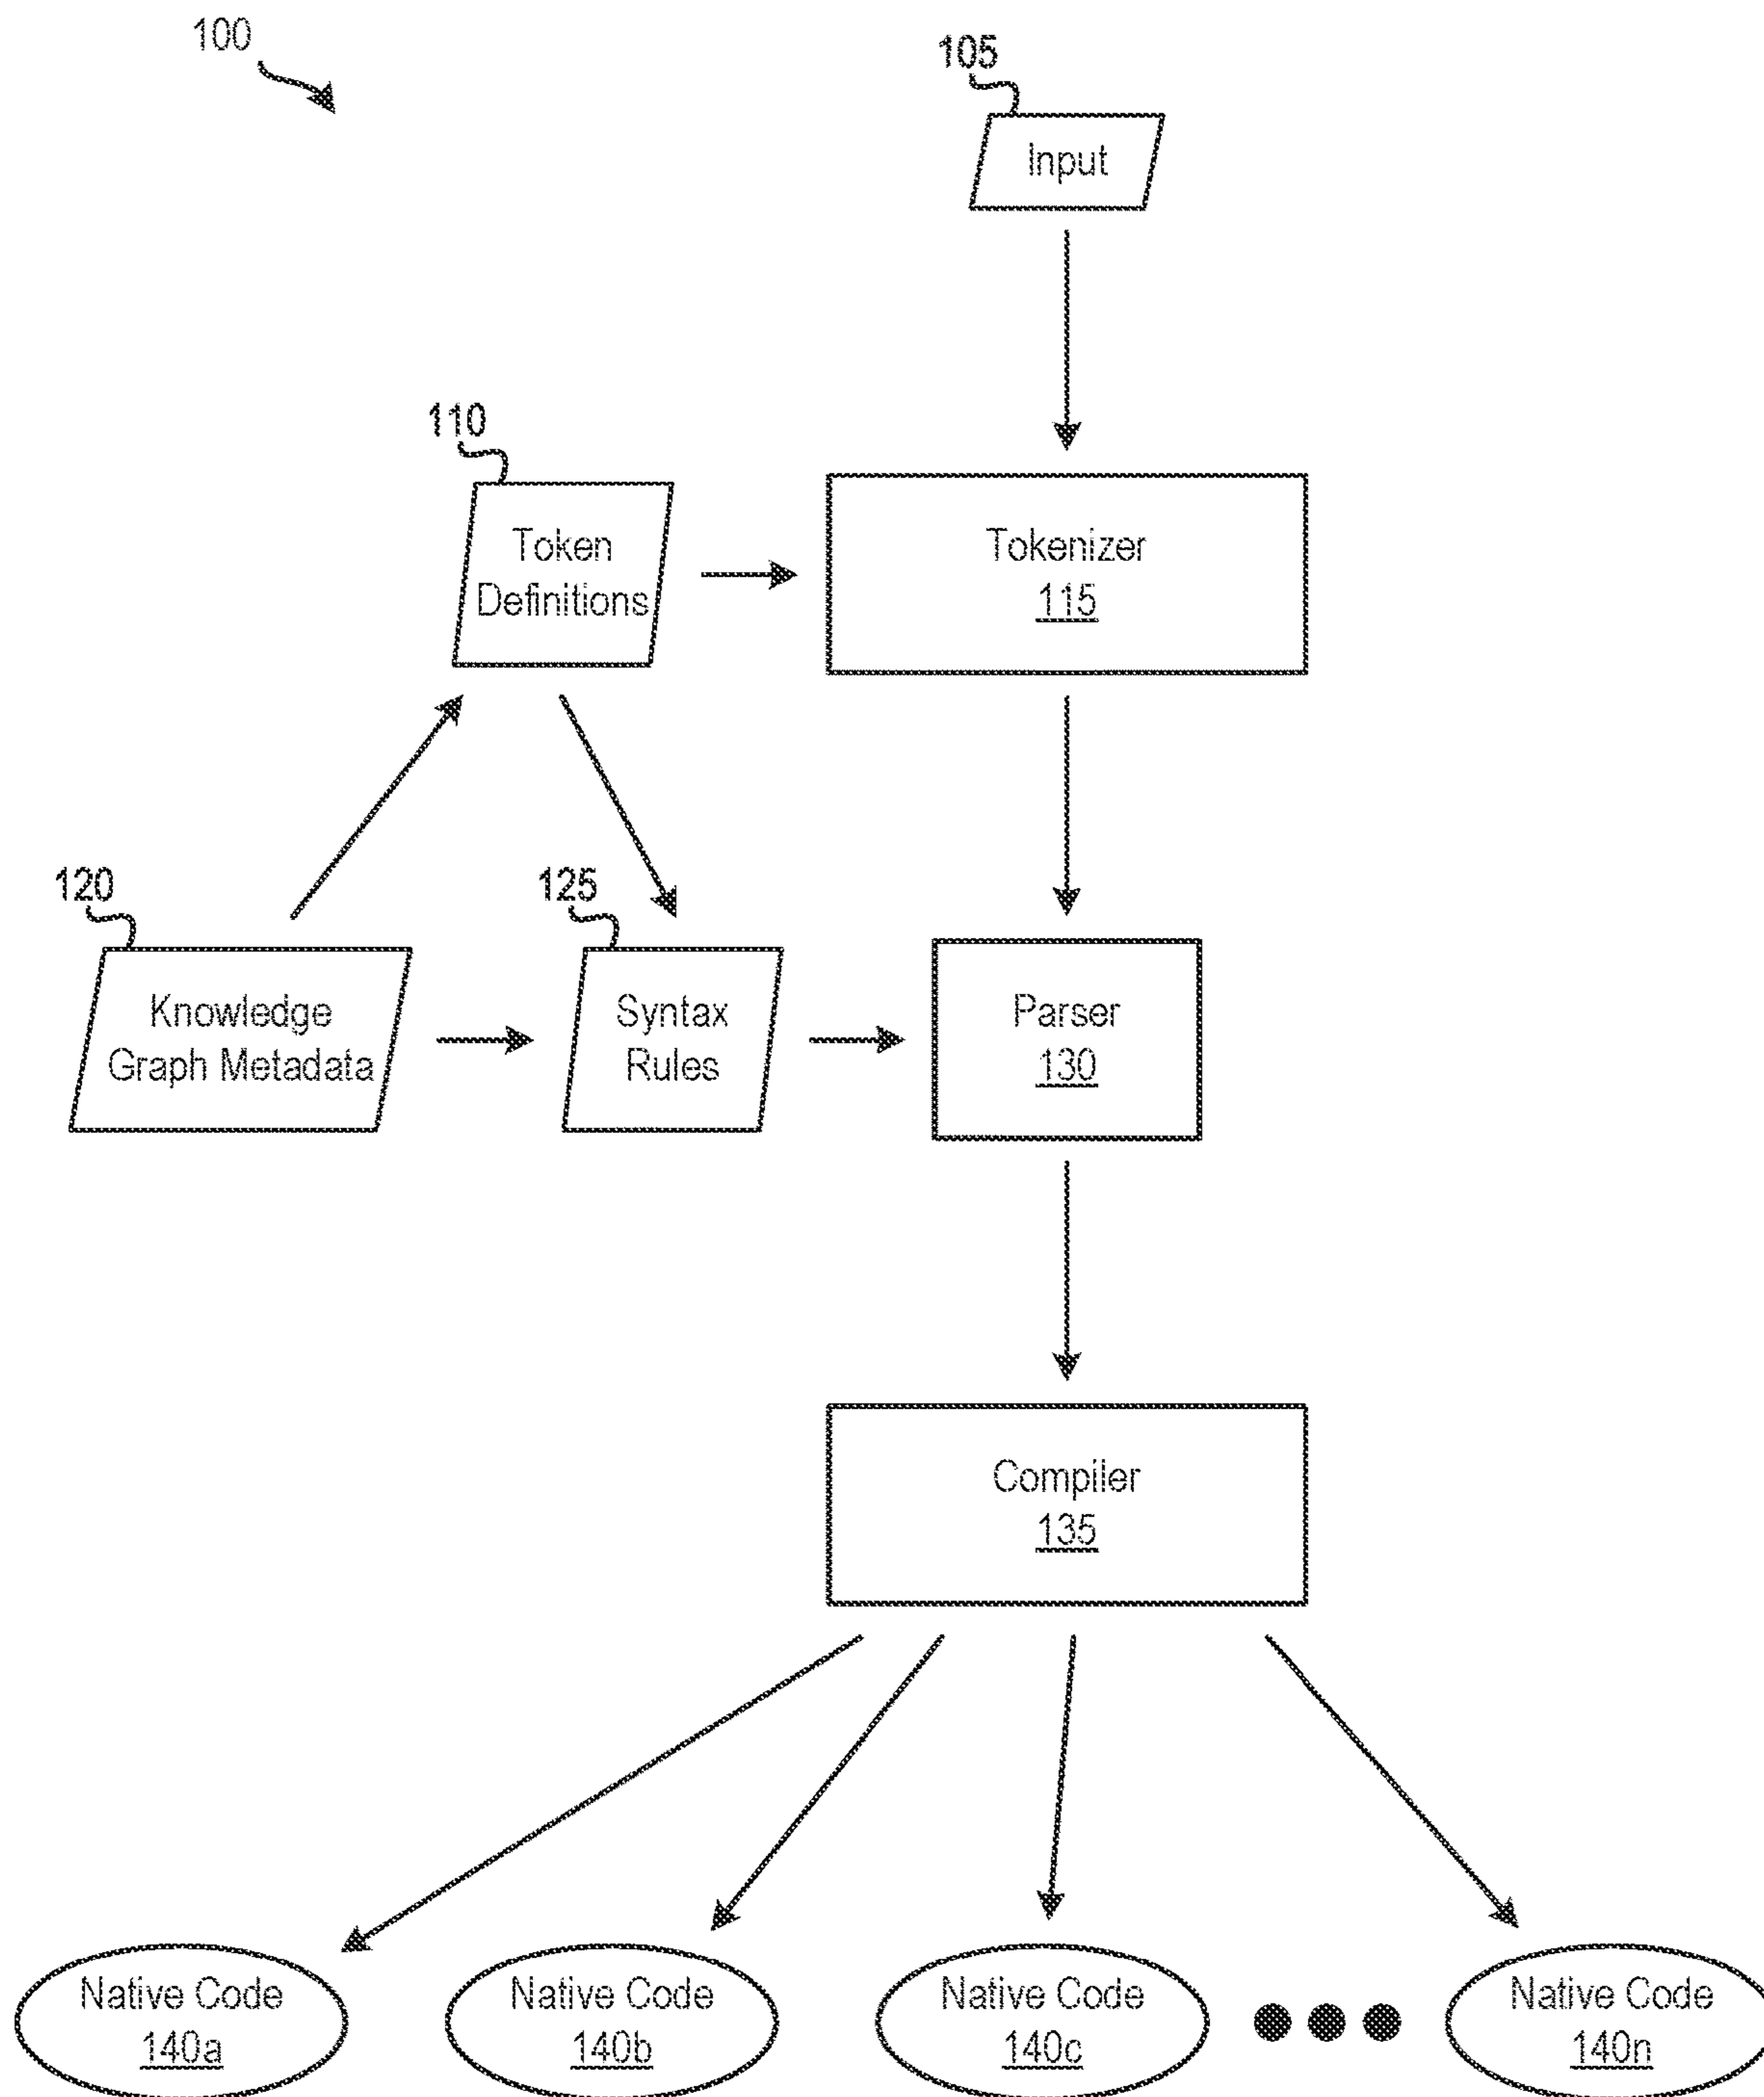 100
105
Input
110
Token
Definitions
Tokenizer
115
120
Knowledge
Graph Metadata
125
Syntax
Rules
Parser
130
Compiler
135
Native Code
140a
Native Code
140b
Native Code
140c
Native Code
140n